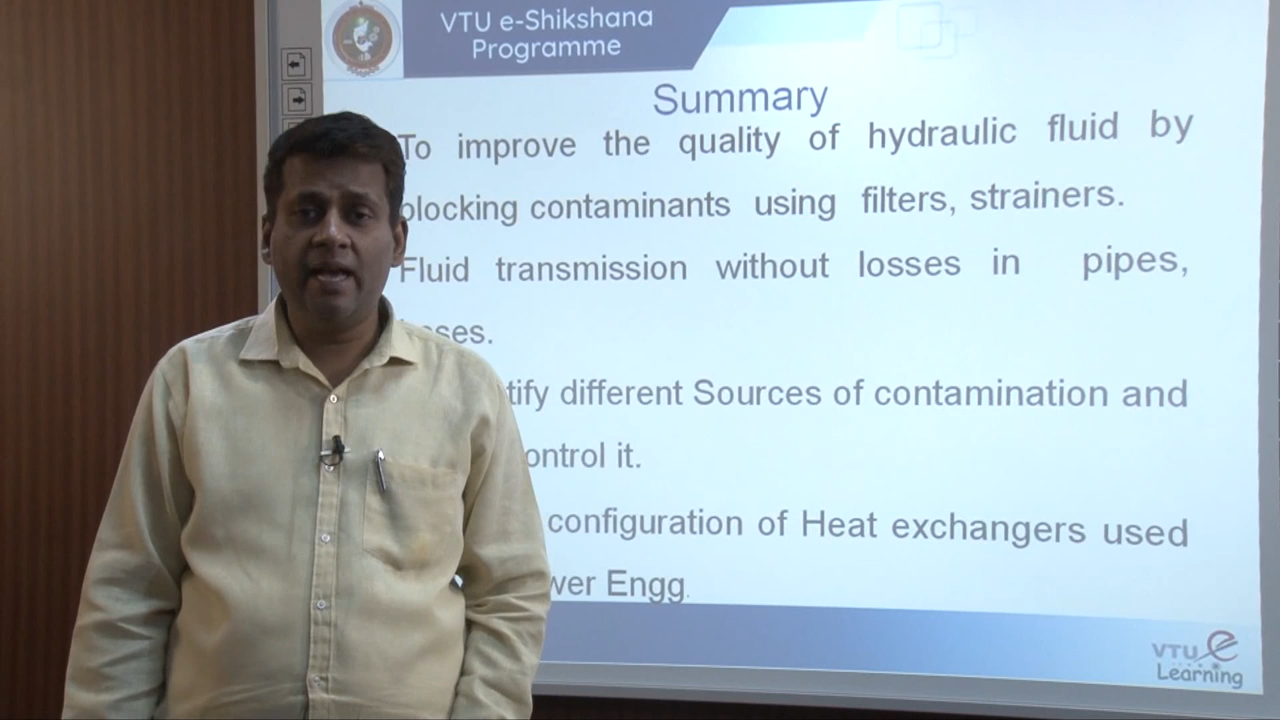 VTU e-Shikshana
Programme
Summary
To improve the quality of hydraulic fluid by
blocking contaminants using filters, strainers.
Fluid transmission without losses in pipes,
tify different Sources of contamination and
ontrol it.
configuration of Heat exchangers used
wer Engg.
VTU e
Learning